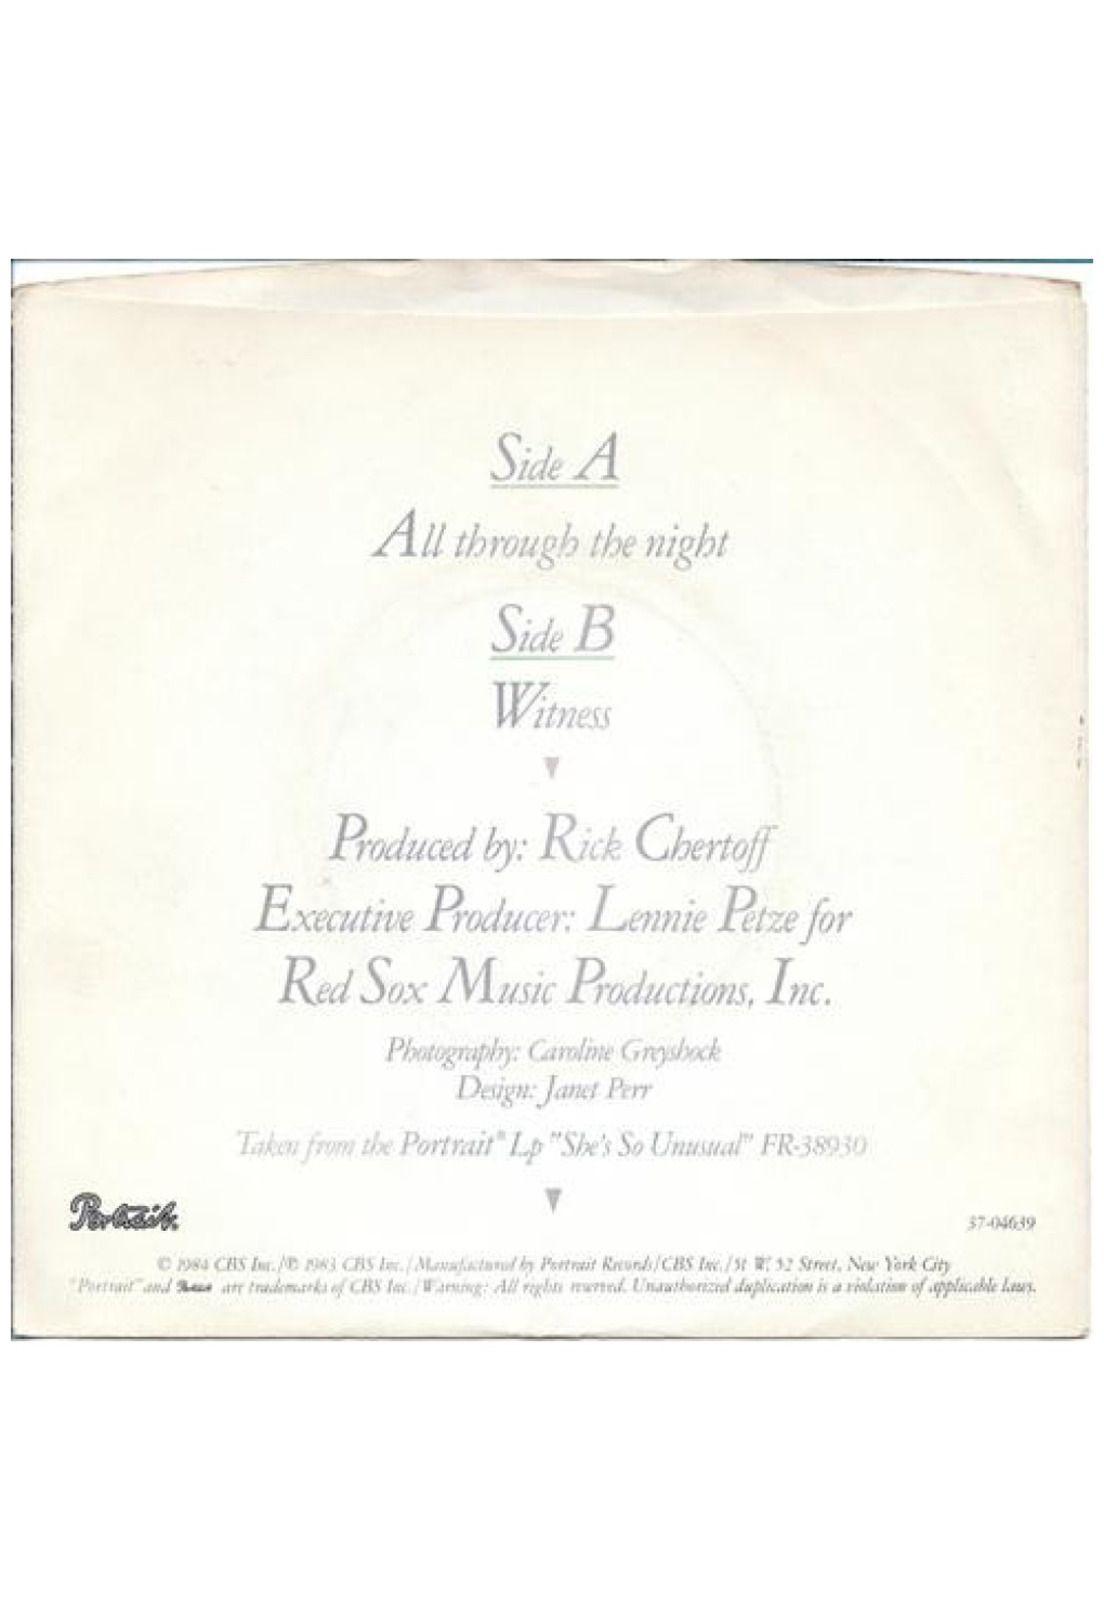 Side A
All through the night
Side B
Witness
Produced by: Rick Chertoff
Executive Producer: Lennie Petze for
Red Sox Music Productions, Inc.
Photography: Caroline Greyshock
Design: Janet Perr
Taken from the Portrait® Lp "She's So Unusual" FR-38930
Portrait.
37-04639
© 1984 CBS Inc./℗ 1983 CBS Inc./Manufactured by Portrait Records/CBS Inc./51 W. 52 Street, New York City
"Portrait" and are trademarks of CBS Inc./Warning: All rights reserved. Unauthorized duplication is a violation of applicable laws.